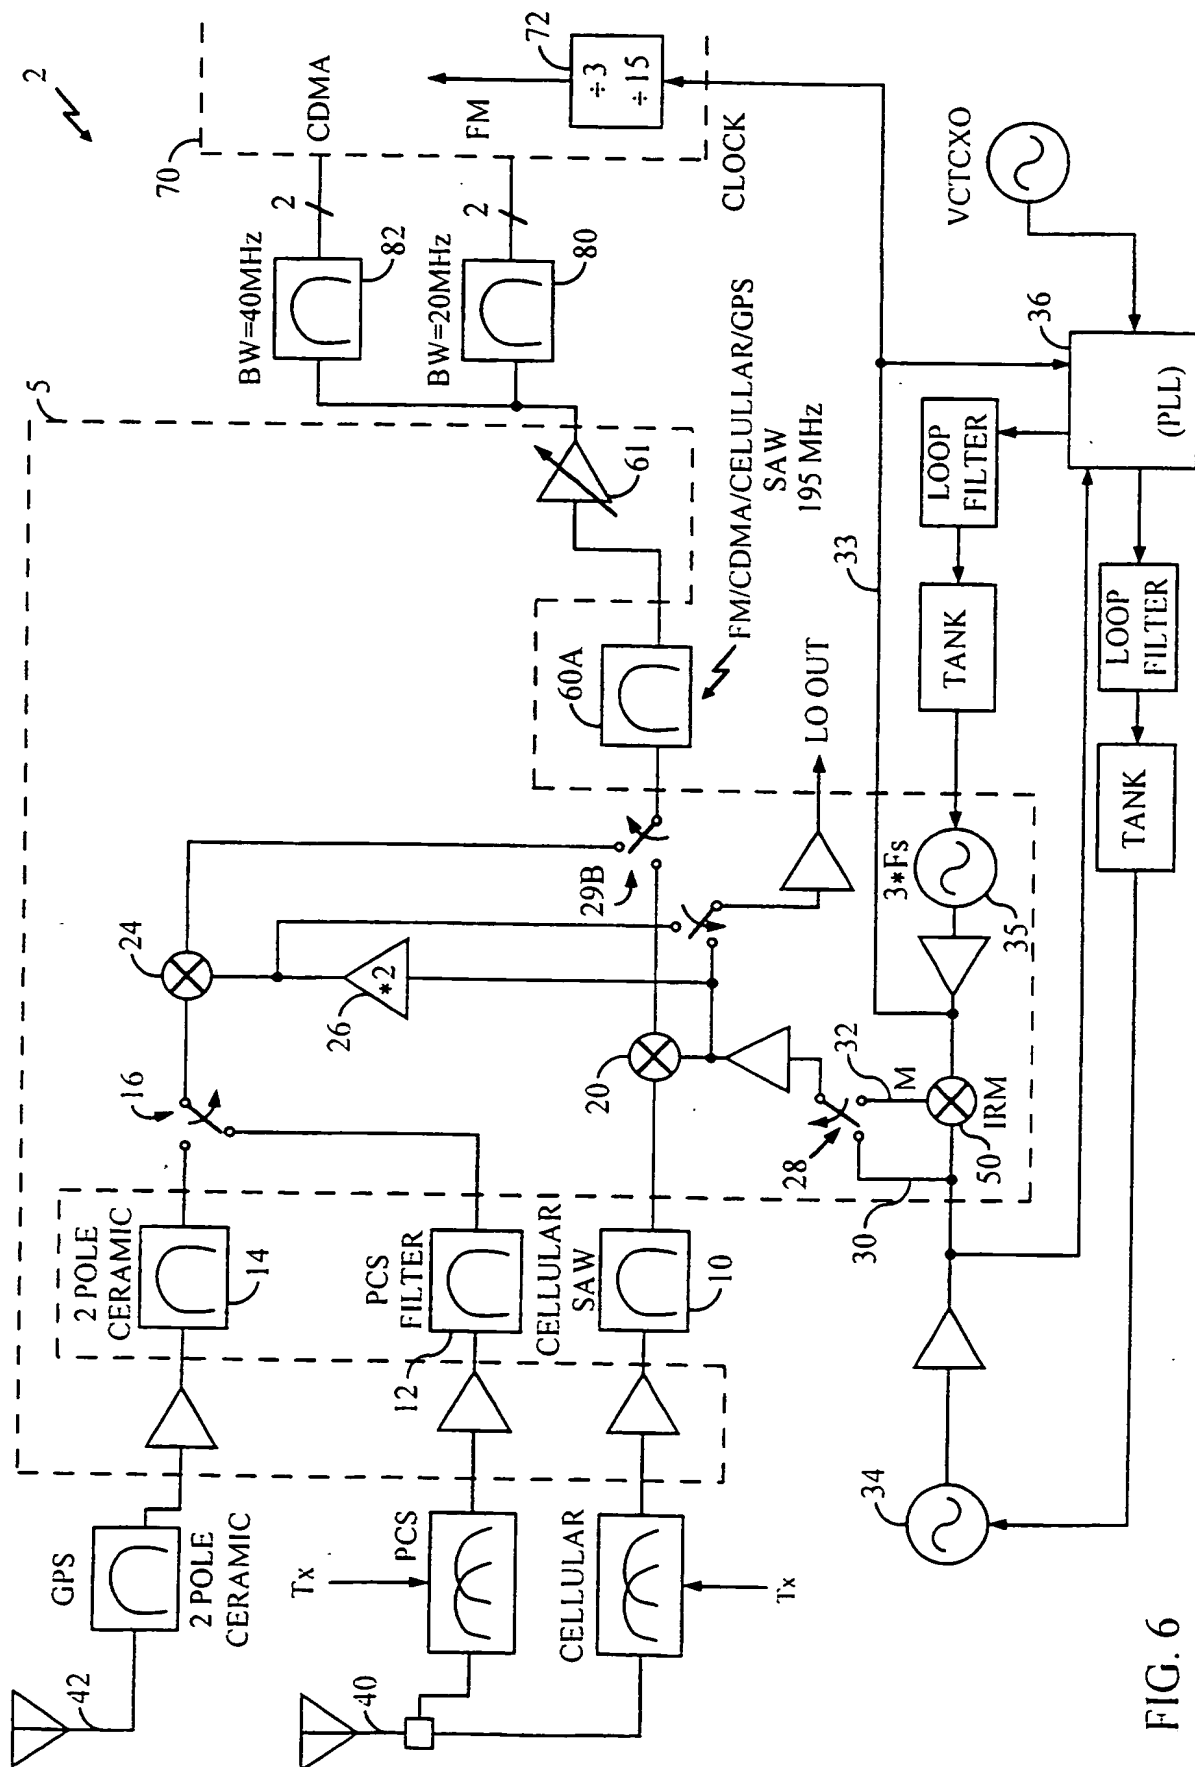 2
70
CDMA
FM
72
÷3
÷15
CLOCK
2
2
BW=40MHz
82
BW=20MHz
80
VCTCXO
36
(PLL)
5
61
FM/CDMA/CELULLAR/GPS
SAW
195 MHz
60A
33
LOOP
FILTER
TANK
LOOP
FILTER
TANK
LO OUT
24
26
*2
29B
16
20
28
32
M
30
50
IRM
3*Fs
35
2 POLE
CERAMIC
14
PCS
FILTER
12
CELLULAR
SAW
10
GPS
2 POLE
CERAMIC
Tx
PCS
CELLULAR
Tx
34
42
40
FIG. 6